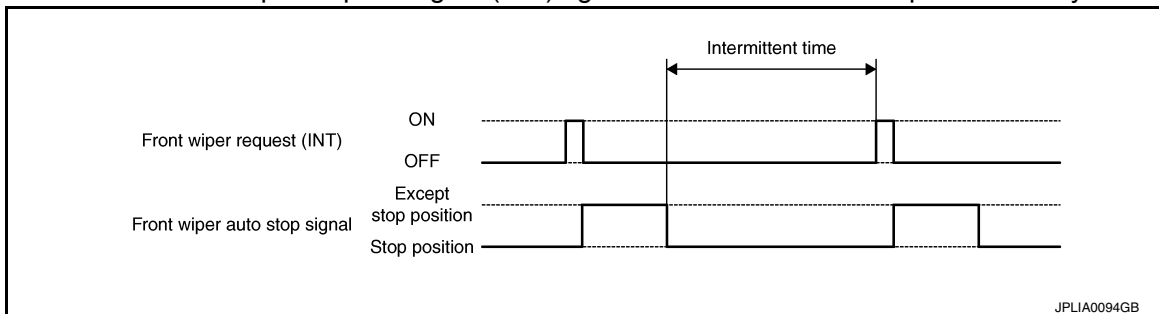 Intermittent time
ON
Front wiper request (INT)
OFF
Except
stop position
Front wiper auto stop signal
Stop position
JPLIA0094GB